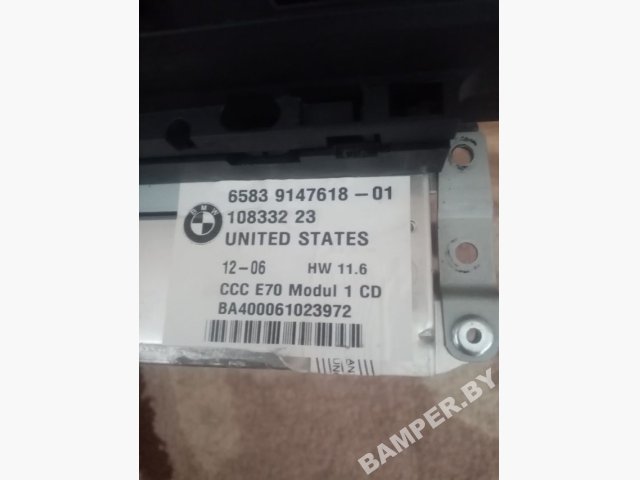 BMW
6583 9147618-01
108332 23
UNITED STATES
12-06 HW 11.6
CCC E70 Modul 1 CD
BA400061023972
BAMPER.BY